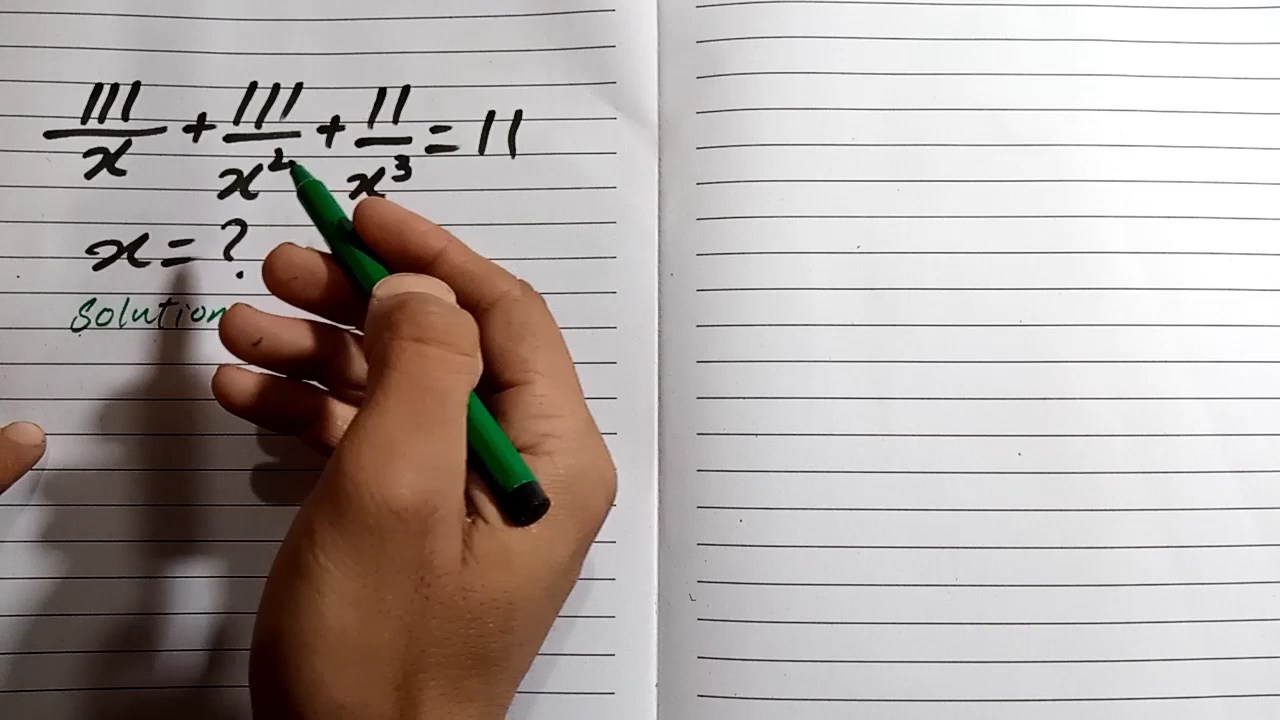 111/x + 111/x² + 11/x³ = 11
x = ?
Solution